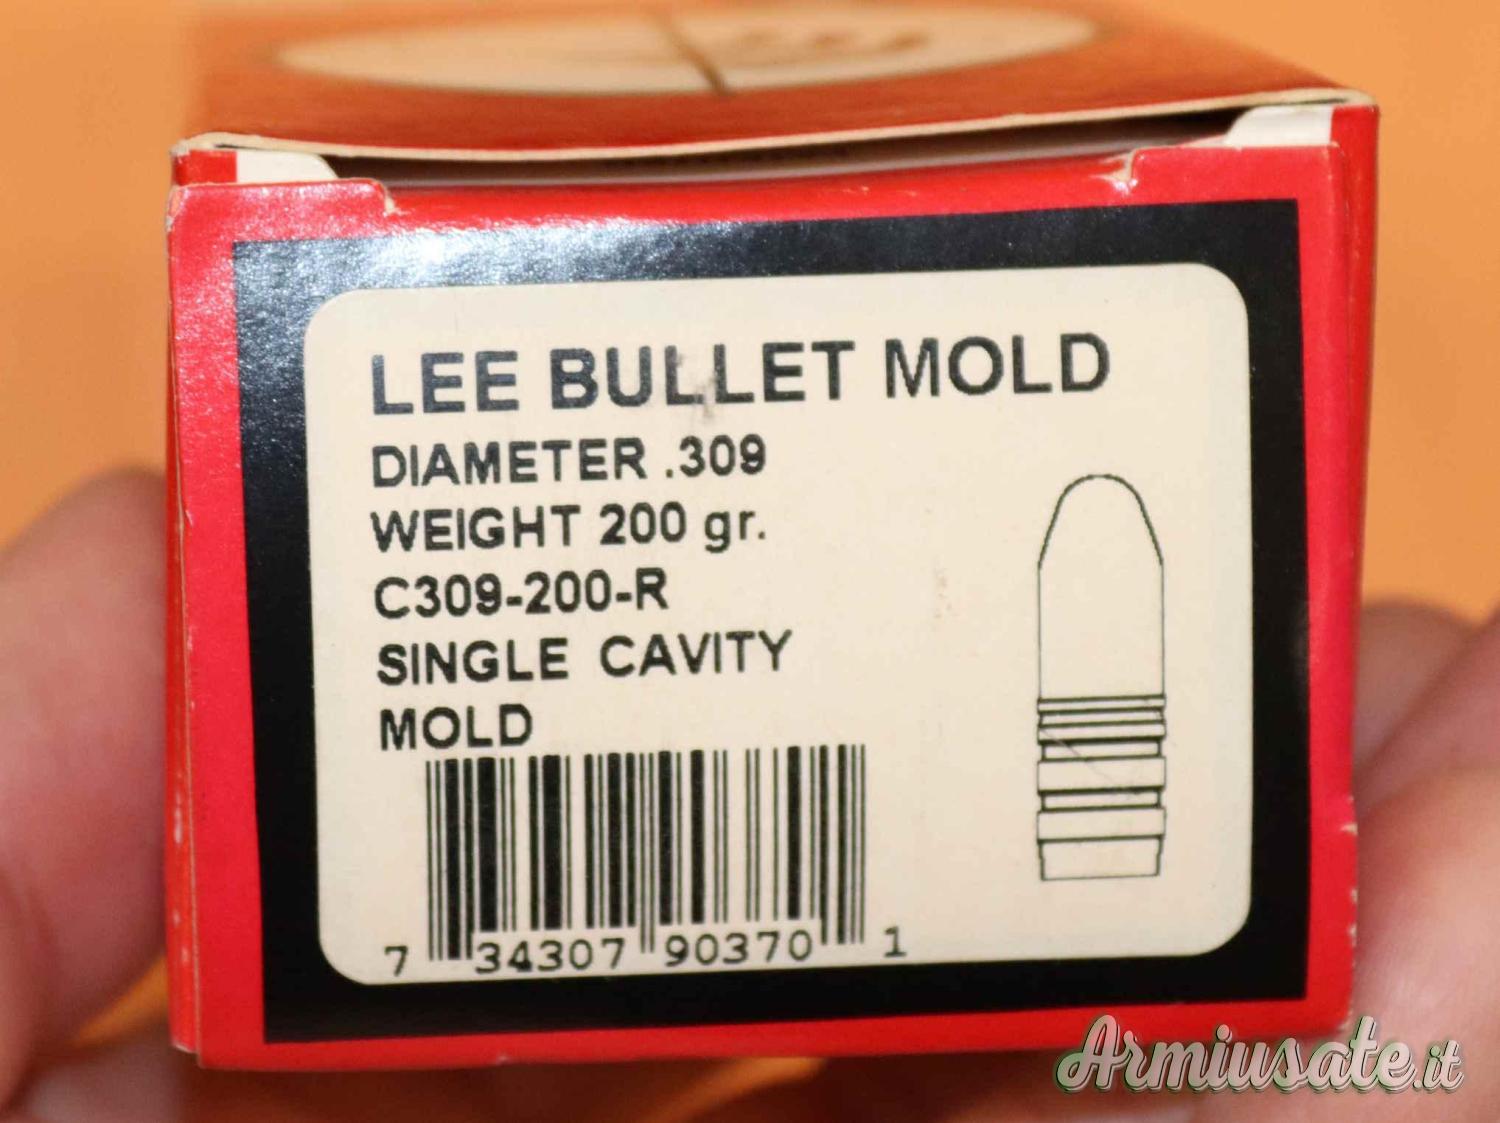 LEE BULLET MOLD
DIAMETER .309
WEIGHT 200 gr.
C309-200-R
SINGLE CAVITY
MOLD
7 34307 90370 1
Armiusate.it